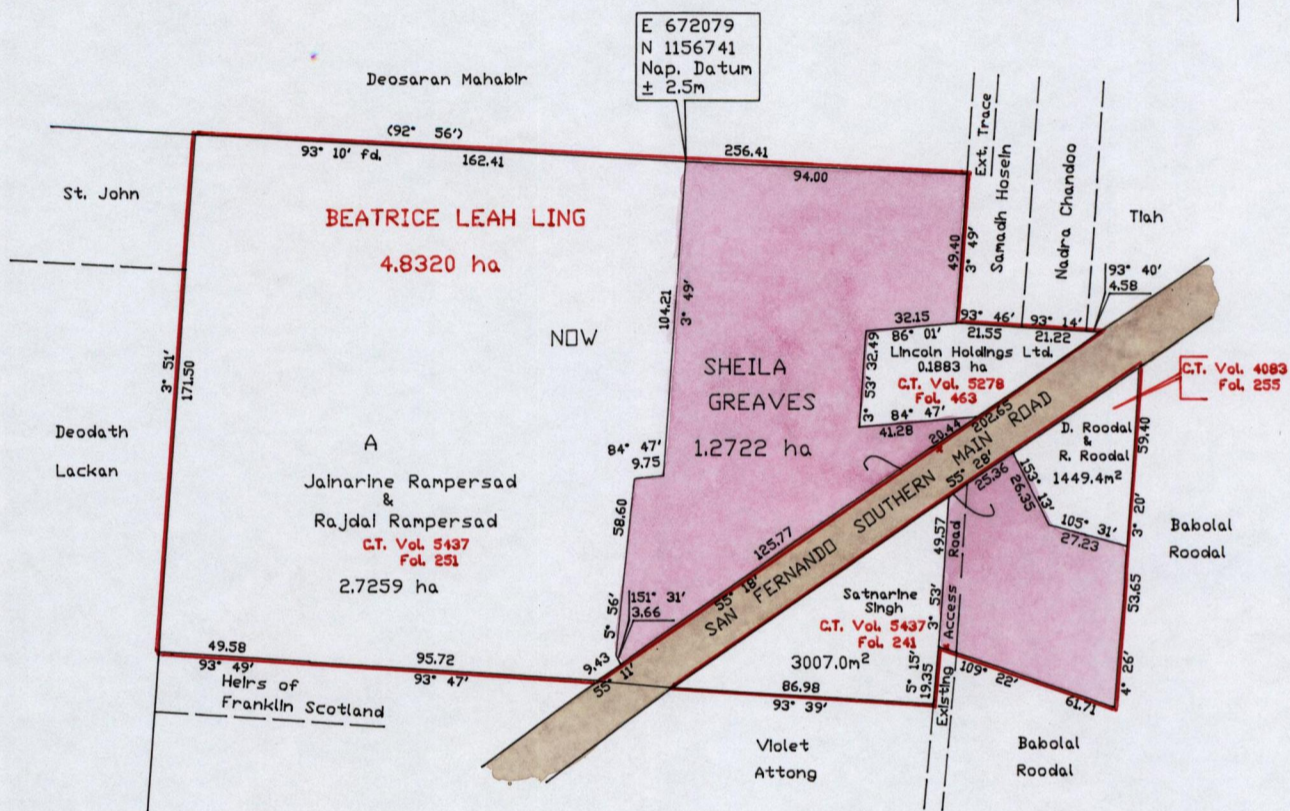 E 672079
N 1156741
Nap. Datum
± 2.5m
Deosaran Mahabir
(92° 56')
93° 10' fd.
162.41
256.41
94.00
St. John
BEATRICE LEAH LING
4.8320 ha
Ext. Trace
Samadh Hosein
Nadra Chandoo
Tiah
49.40
3° 49'
93° 40'
4.58
104.21
3° 49'
NOW
32.15
86° 01'
93° 46'
21.55
93° 14'
21.22
3° 51'
171.50
SHEILA
GREAVES
1.2722 ha
3° 53' 32.49
Lincoln Holdings Ltd.
0.1883 ha
C.T. Vol. 5278
Fol. 463
84° 47'
41.28
20.44
202.65
C.T. Vol. 4083
Fol. 255
Deodath
Lackan
A
Jainarine Rampersad
&
Rajdai Rampersad
C.T. Vol. 5437
Fol. 251
2.7259 ha
84° 47'
9.75
58.60
5° 56'
151° 31'
3.66
125.77
55° 18'
SAN FERNANDO SOUTHERN MAIN ROAD
55° 28'
25.36
D. Roodal
&
R. Roodal
1449.4m²
59.40
3° 20'
153° 13'
26.35
105° 31'
27.23
Babolal
Roodal
53.65
4° 26'
49.57
3° 53'
Existing Access Road
Satnarine
Singh
C.T. Vol. 5437
Fol. 241
3007.0m²
5° 15'
19.35
109° 22'
61.71
49.58
93° 49'
95.72
93° 47'
9.43
55° 11'
86.98
93° 39'
Heirs of
Franklin Scotland
Violet
Attong
Babolal
Roodal